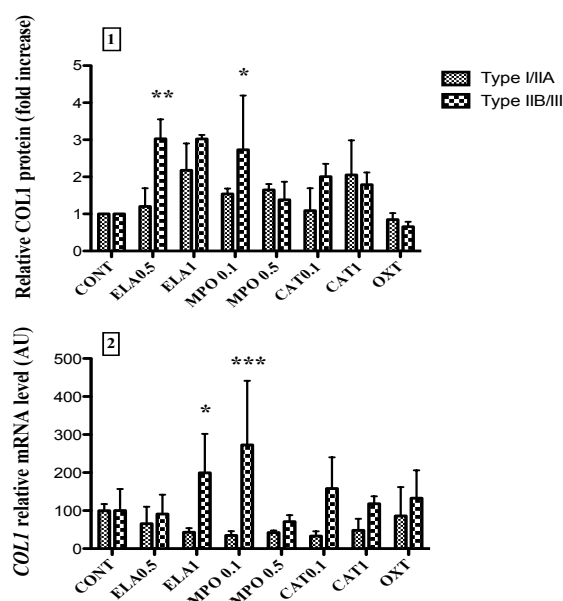 1
Relative COL1 protein (fold increase)
5
4
3
2
1
0
**
*
CONT
ELA0.5
ELA1
MPO 0.1
MPO 0.5
CAT0.1
CAT1
OXT
Type I/IIA
Type IIB/III
2
COL1 relative mRNA level (AU)
500
400
300
200
100
0
*
***
CONT
ELA0.5
ELA1
MPO 0.1
MPO 0.5
CAT0.1
CAT1
OXT